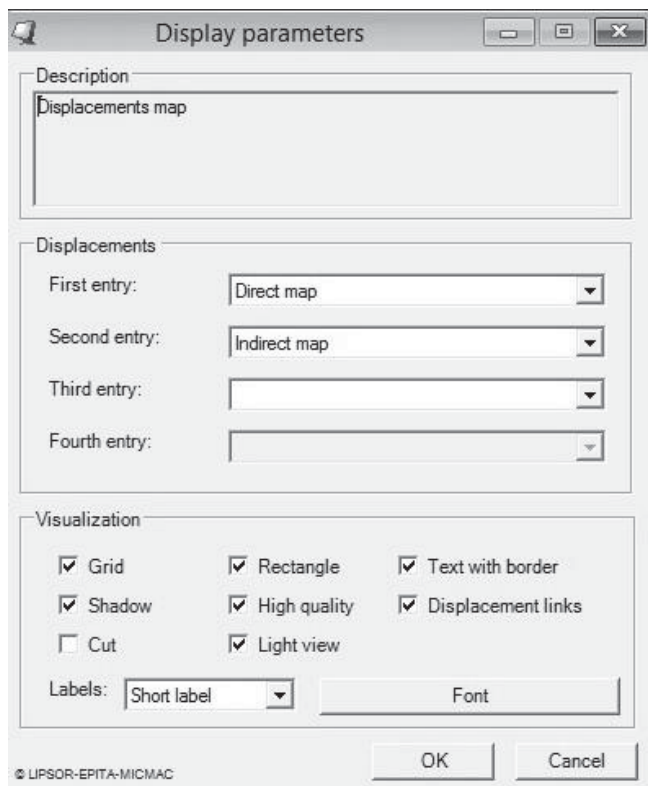 Display parameters
Description
Displacements map
Displacements
First entry:
Direct map
Second entry:
Indirect map
Third entry:
Fourth entry:
Visualization
Grid
Rectangle
Text with border
Shadow
High quality
Displacement links
Cut
Light view
Labels:
Short label
Font
© LIPSOR-EPITA-MICMAC
OK
Cancel